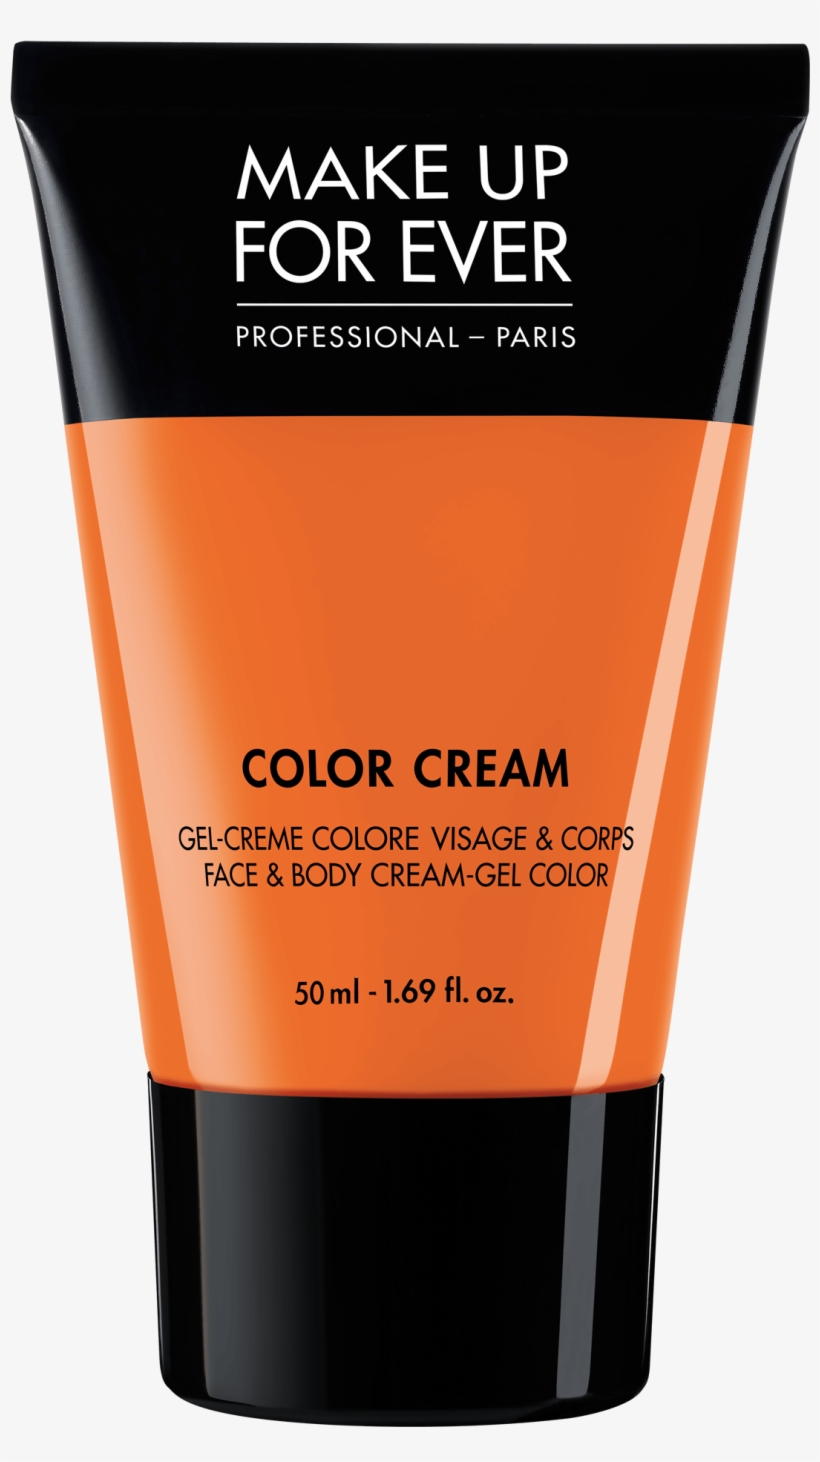 MAKE UP
FOR EVER
PROFESSIONAL – PARIS
COLOR CREAM
GEL-CREME COLORE VISAGE & CORPS
FACE & BODY CREAM-GEL COLOR
50 ml - 1.69 fl. oz.